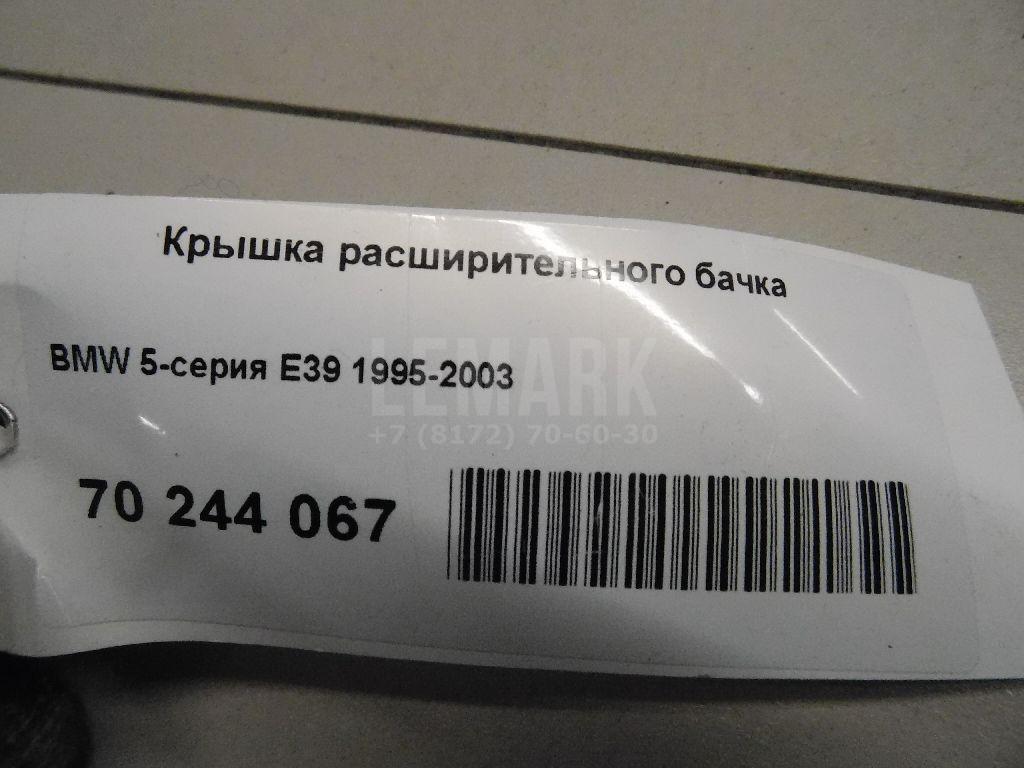 Крышка расширительного бачка
BMW 5-серия E39 1995-2003
LEMARK
+7 (8172) 70-60-30
70 244 067